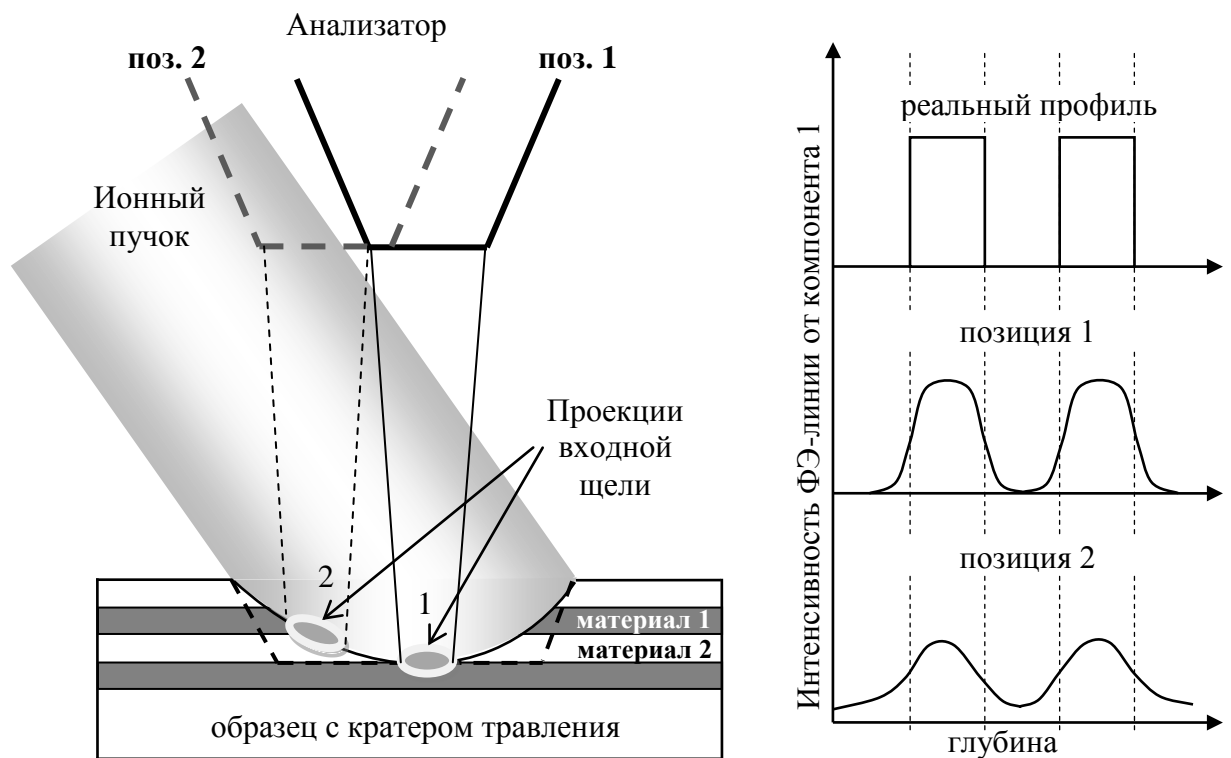 Анализатор
поз. 2
поз. 1
Ионный
пучок
Проекции
входной
щели
2
1
материал 1
материал 2
образец с кратером травления
Интенсивность ФЭ-линии от компонента 1
реальный профиль
позиция 1
позиция 2
глубина